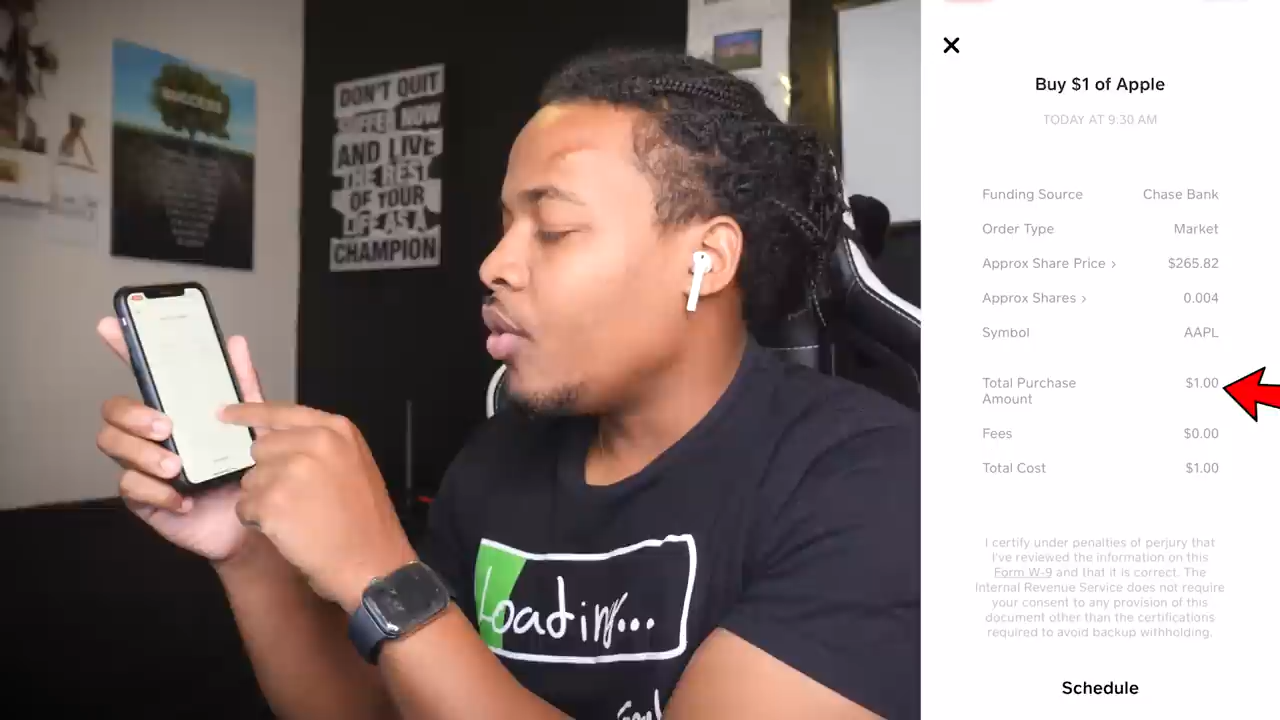 SUCCESS
DON'T QUIT
SUFFER NOW
AND LIVE
THE REST
OF YOUR
LIFE AS A
CHAMPION
Loading...
Buy $1 of Apple
TODAY AT 9:30 AM
Funding Source Chase Bank
Order Type Market
Approx Share Price › $265.82
Approx Shares › 0.004
Symbol AAPL
Total Purchase Amount $1.00
Fees $0.00
Total Cost $1.00
I certify under penalties of perjury that
I've reviewed the information on this
Form W-9 and that it is correct. The
Internal Revenue Service does not require
your consent to any provision of this
document other than the certifications
required to avoid backup withholding.
Schedule